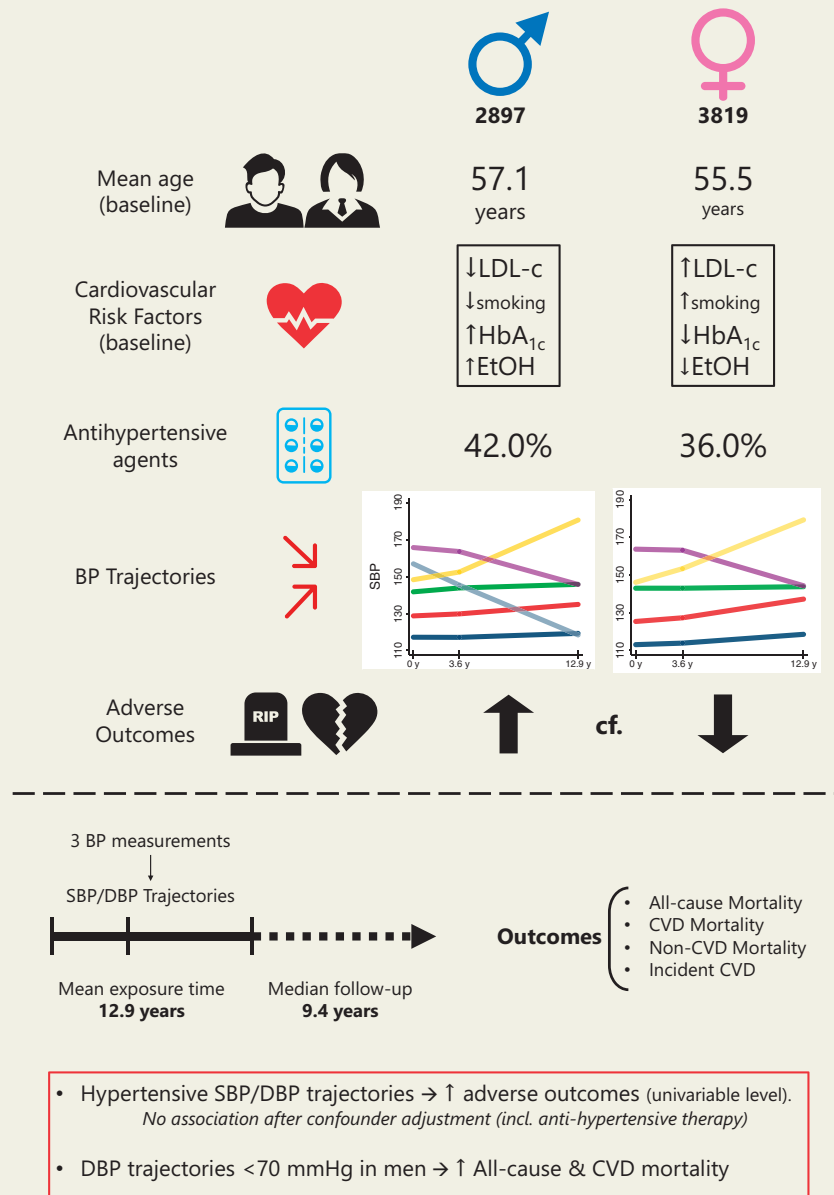 2897
3819
Mean age
(baseline)
57.1
years
55.5
years
Cardiovascular
Risk Factors
(baseline)
↓LDL-c
↓smoking
↑HbA1c
↑EtOH
↑LDL-c
↑smoking
↓HbA1c
↓EtOH
Antihypertensive
agents
42.0%
36.0%
BP Trajectories
SBP
190
170
150
130
110
0 y
3.6 y
12.9 y
190
170
150
130
110
0 y
3.6 y
12.9 y
Adverse
Outcomes
RIP
cf.
3 BP measurements
SBP/DBP Trajectories
Mean exposure time
12.9 years
Median follow-up
9.4 years
Outcomes
• All-cause Mortality
• CVD Mortality
• Non-CVD Mortality
• Incident CVD
• Hypertensive SBP/DBP trajectories → ↑ adverse outcomes (univariable level).
No association after confounder adjustment (incl. anti-hypertensive therapy)
• DBP trajectories <70 mmHg in men → ↑ All-cause & CVD mortality